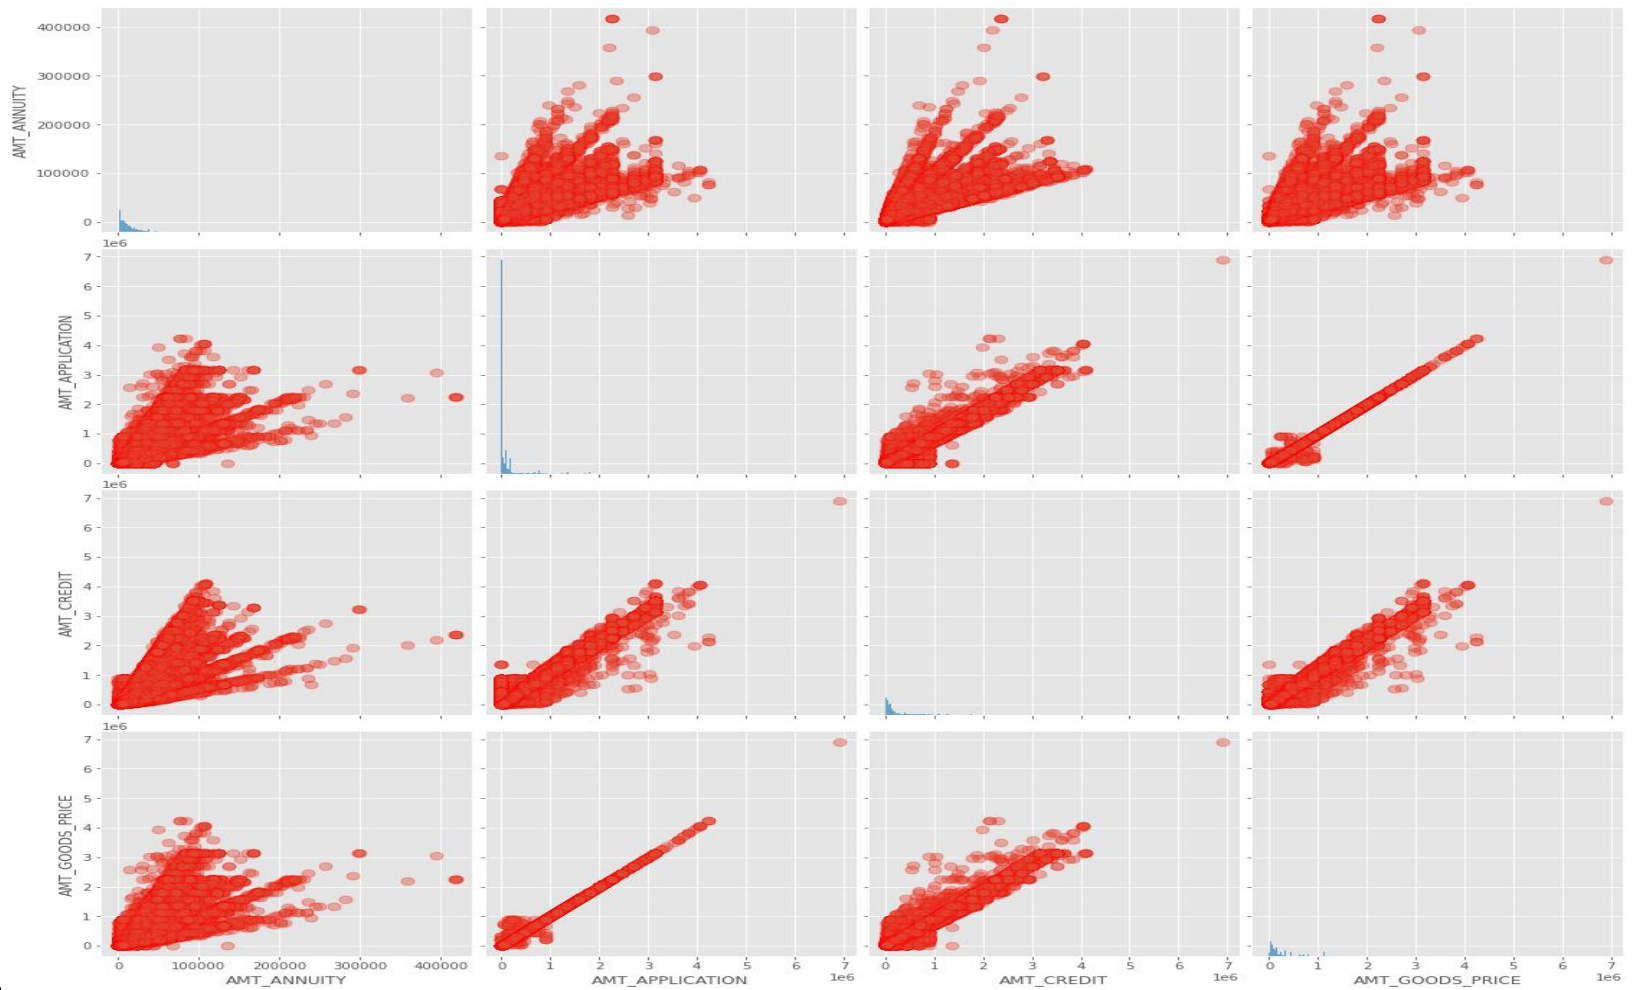 400000
300000
200000
100000
0
AMT_ANNUITY
1e6
7
6
5
4
3
2
1
0
AMT_APPLICATION
1e6
7
6
5
4
3
2
1
0
AMT_CREDIT
1e6
7
6
5
4
3
2
1
0
AMT_GOODS_PRICE
0 100000 200000 300000 400000 0 1 2 3 4 5 6 7 0 1 2 3 4 5 6 7 0 1 2 3 4 5 6 7
1e6 1e6 1e6
AMT_ANNUITY AMT_APPLICATION AMT_CREDIT AMT_GOODS_PRICE